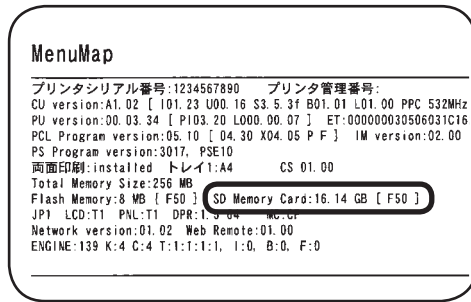 MenuMap
プリンタシリアル番号:1234567890 プリンタ管理番号:
CU version:A1.02 [ I01.23 U00.16 S3.5.3f B01.01 L01.00 PPC 532MHz
PU version:00.03.34 [ PI03.20 L000.00.07 ] ET:000000030506031C16
PCL Program version:05.10 [ 04.30 X04.05 P F ] IM version:02.00
PS Program version:3017, PSE10
両面印刷:installed トレイ1:A4 CS 01.00
Total Memory Size:256 MB
Flash Memory:8 MB [ F50 ] SD Memory Card:16.14 GB [ F50 ]
JP1 LCD:T1 PNL:T1
Network version:01.02 Web Remote:01.00
ENGINE:139 K:4 C:4 T:1:1:1:1, I:0, B:0, F:0